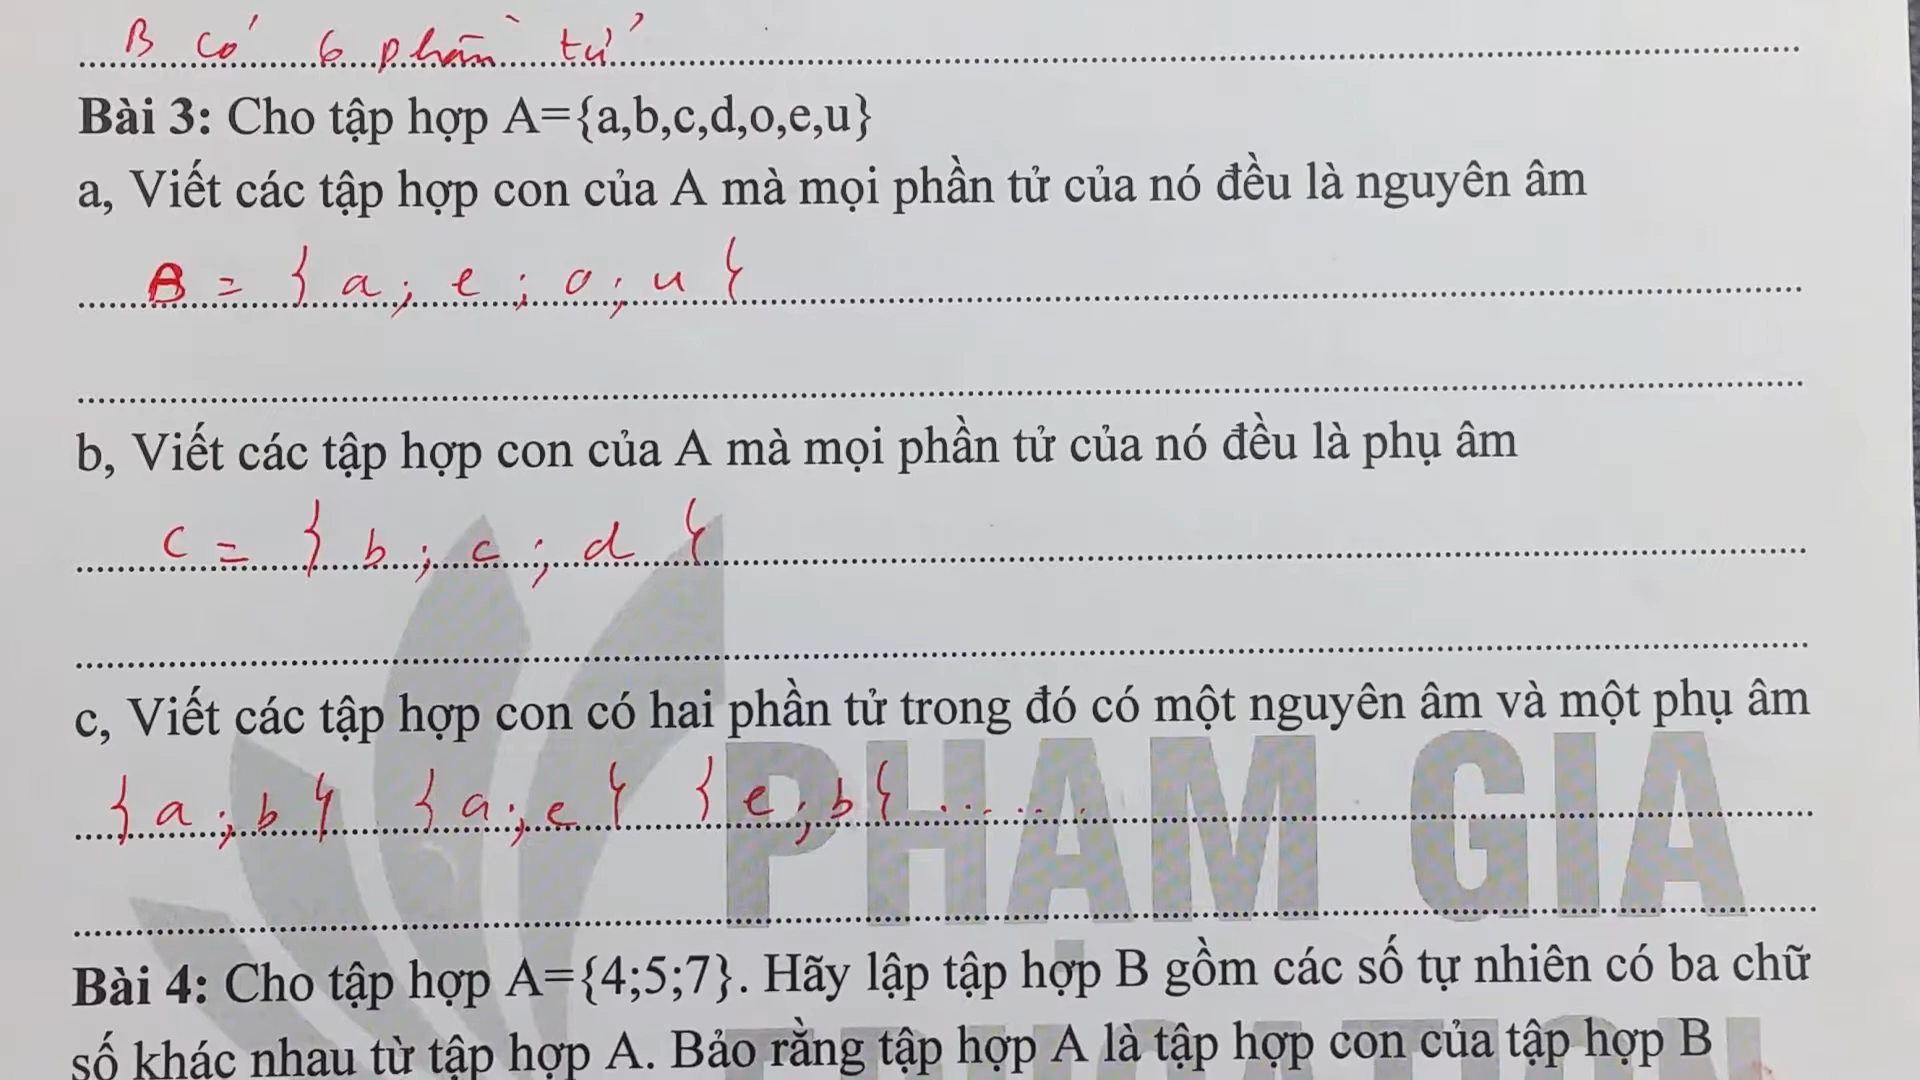 B có 6 phần tử
Bài 3: Cho tập hợp A={a,b,c,d,o,e,u}
a, Viết các tập hợp con của A mà mọi phần tử của nó đều là nguyên âm
B = { a ; e ; o ; u }
b, Viết các tập hợp con của A mà mọi phần tử của nó đều là phụ âm
C = { b ; c ; d }
c, Viết các tập hợp con có hai phần tử trong đó có một nguyên âm và một phụ âm
{ a ; b } { a ; e } { e ; b } ......
PHẠM GIA
Bài 4: Cho tập hợp A={4;5;7}. Hãy lập tập hợp B gồm các số tự nhiên có ba chữ
số khác nhau từ tập hợp A. Bảo rằng tập hợp A là tập hợp con của tập hợp B